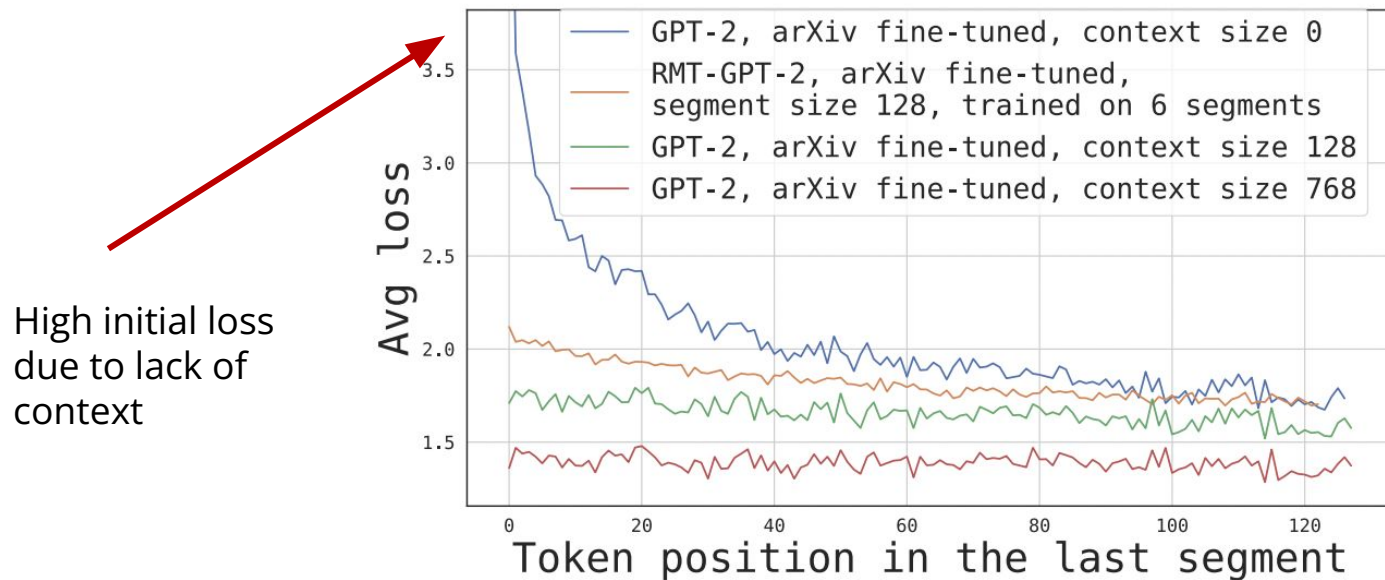 GPT-2, arXiv fine-tuned, context size 0
RMT-GPT-2, arXiv fine-tuned,
segment size 128, trained on 6 segments
GPT-2, arXiv fine-tuned, context size 128
GPT-2, arXiv fine-tuned, context size 768
3.5
3.0
2.5
2.0
1.5
Avg loss
High initial loss
due to lack of
context
0 20 40 60 80 100 120
Token position in the last segment